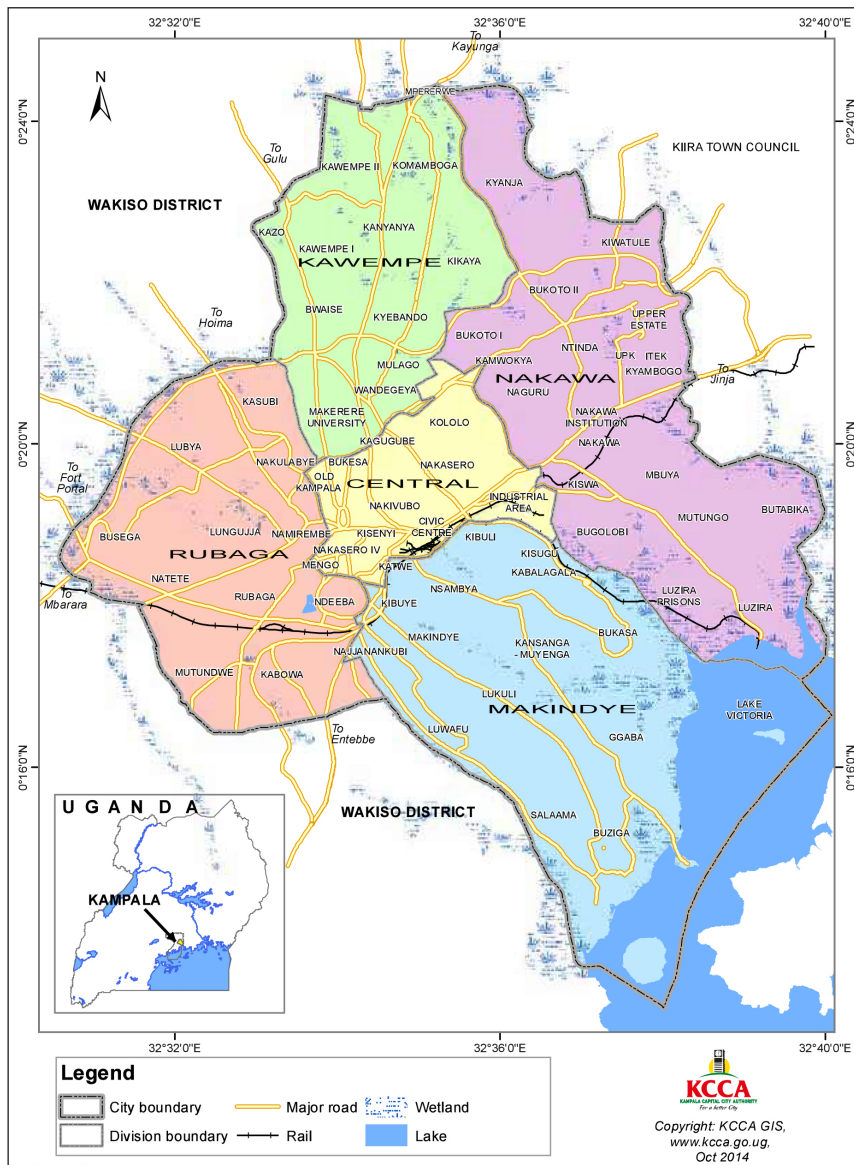 32°32'0"E
32°36'0"E
32°40'0"E
To
Kayunga
N
MPERERWE
0°24'0"N
0°24'0"N
KIIRA TOWN COUNCIL
To
Gulu
KAWEMPE II
KOMAMBOGA
KYANJA
WAKISO DISTRICT
KAZO
KANYANYA
KAWEMPE I
KIWATULE
KAWEMPE
KIKAYA
BUKOTO II
To
Hoima
BWAISE
KYEBANDO
UPPER
ESTATE
BUKOTO I
NTINDA
UPK
ITEK
KAMWOKYA
MULAGO
KYAMBOGO
To
Jinja
NAKAWA
WANDEGEYA
NAGURU
KASUBI
MAKERERE
UNIVERSITY
KOLOLO
NAKAWA
INSTITUTION
0°20'0"N
0°20'0"N
LUBYA
KAGUGUBE
NAKAWA
NAKULABYE
BUKESA
NAKASERO
To
Fort
Portal
OLD
KAMPALA
CENTRAL
KISWA
MBUYA
INDUSTRIAL
AREA
NAKIVUBO
BUTABIKA
MUTUNGO
BUSEGA
LUNGUJJA
NAMIREMBE
KISENYI
CIVIC
CENTRE
KIBULI
BUGOLOBI
RUBAGA
NAKASERO IV
KISUGU
MENGO
KATWE
KABALAGALA
NATETE
To
Mbarara
RUBAGA
NDEEBA
KIBUYE
NSAMBYA
LUZIRA
PRISONS
LUZIRA
MAKINDYE
BUKASA
KANSANGA
- MUYENGA
NAJJANANKUBI
MUTUNDWE
KABOWA
LUKULI
MAKINDYE
LAKE
VICTORIA
To
Entebbe
LUWAFU
GGABA
0°16'0"N
0°16'0"N
UGANDA
WAKISO DISTRICT
SALAAMA
BUZIGA
KAMPALA
32°32'0"E
32°36'0"E
32°40'0"E
Legend
City boundary
Major road
Wetland
Division boundary
Rail
Lake
KCCA
KAMPALA CAPITAL CITY AUTHORITY
For a better City
Copyright: KCCA GIS,
www.kcca.go.ug,
Oct 2014